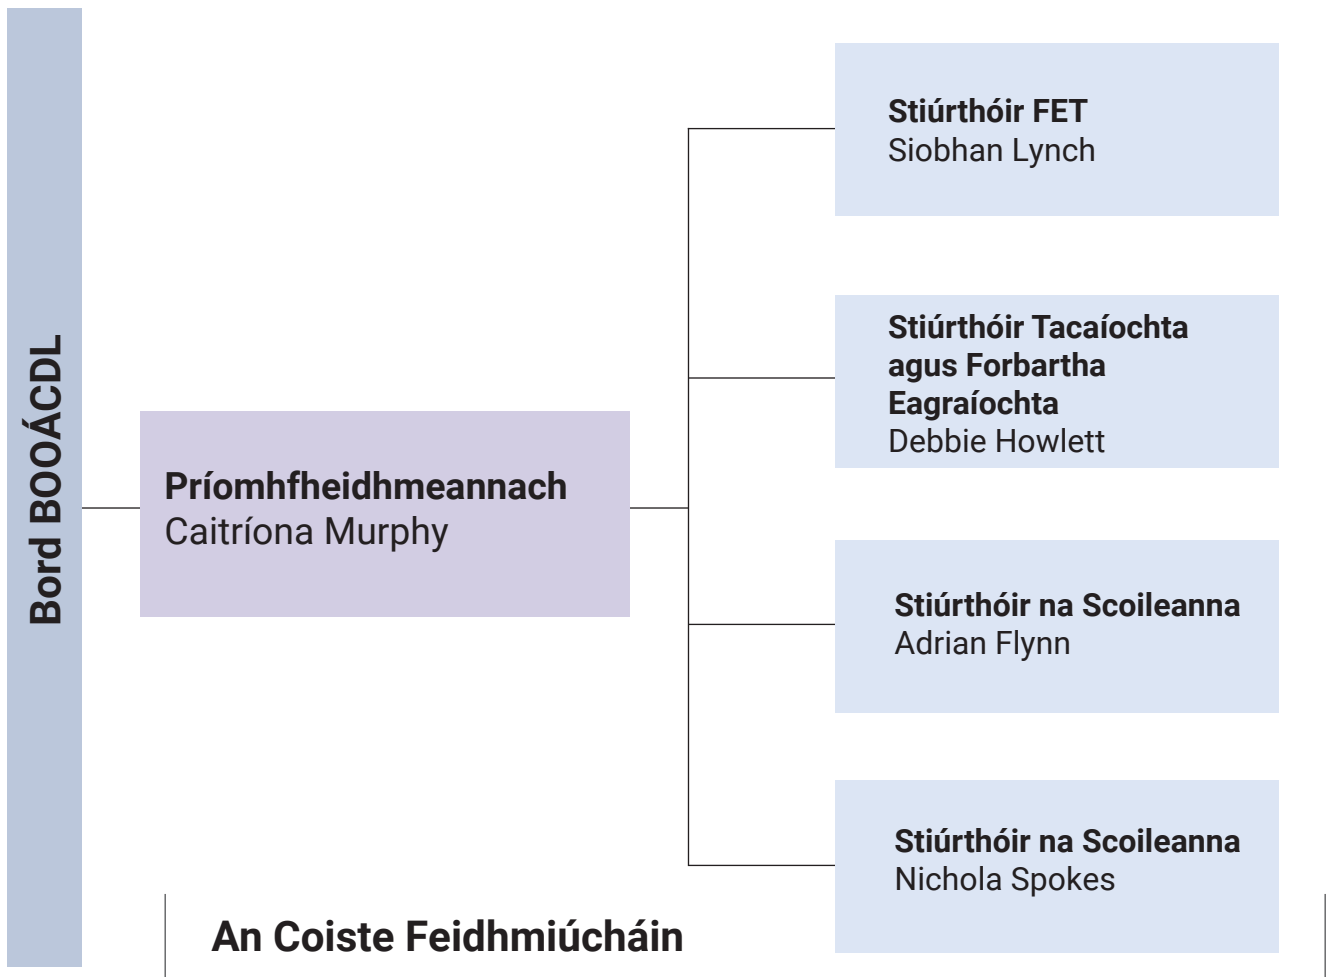 Bord BOOÁCDL
Príomhfheidhmeannach
Caitríona Murphy
Stiúrthóir FET
Siobhan Lynch
Stiúrthóir Tacaíochta
agus Forbartha
Eagraíochta
Debbie Howlett
Stiúrthóir na Scoileanna
Adrian Flynn
Stiúrthóir na Scoileanna
Nichola Spokes
An Coiste Feidhmiúcháin